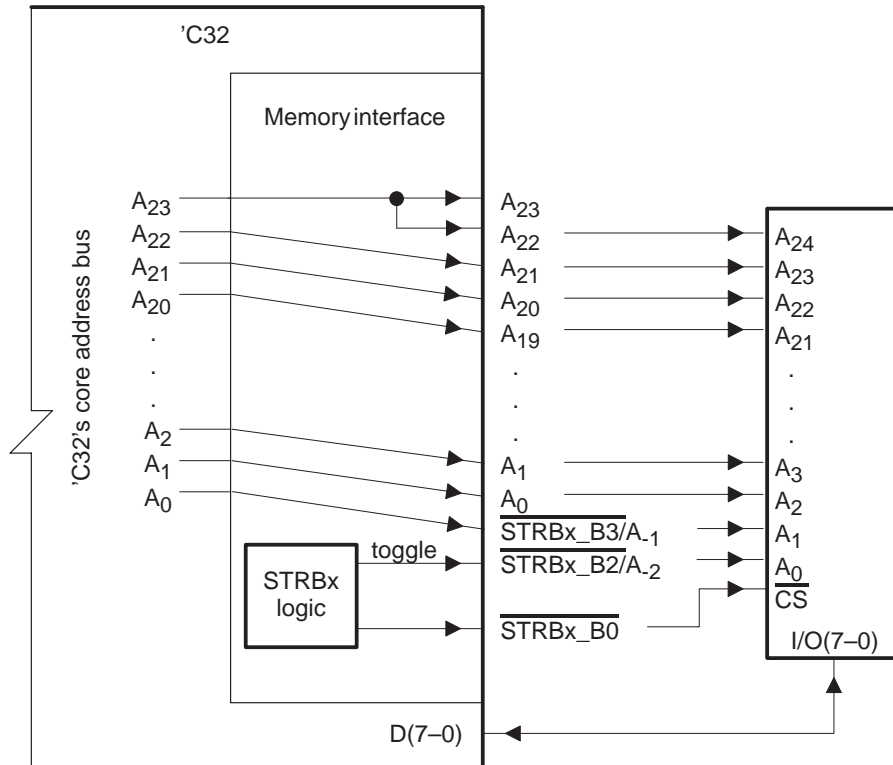 'C32
Memory interface
'C32's core address bus
A23
A22
A21
A20
.
.
.
A2
A1
A0
STRBx
logic
toggle
A23
A22
A21
A20
A19
.
.
.
A1
A0
STRBx_B3/A-1
STRBx_B2/A-2
STRBx_B0
D(7–0)
A24
A23
A22
A21
.
.
.
A3
A2
A1
A0
CS
I/O(7–0)